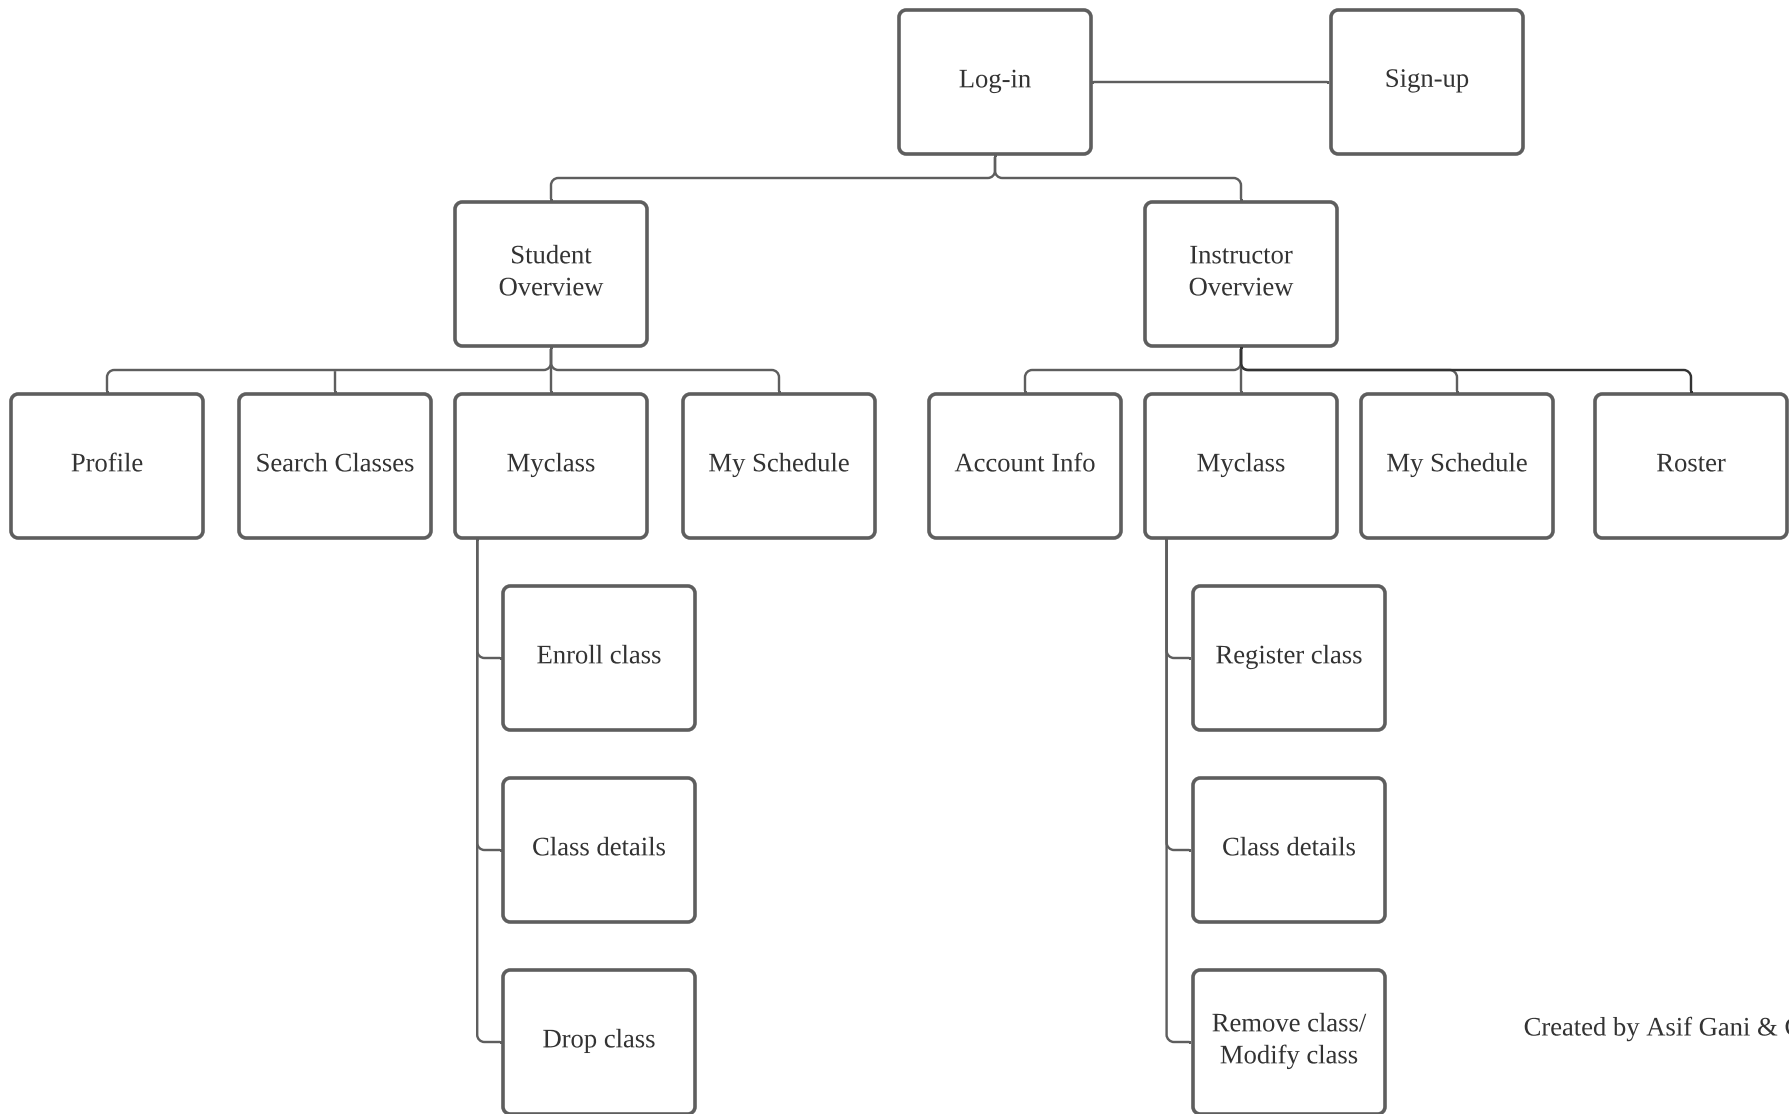 Log-in
Sign-up
Student
Overview
Instructor
Overview
Profile
Search Classes
Myclass
My Schedule
Account Info
Myclass
My Schedule
Roster
Enroll class
Register class
Class details
Class details
Drop class
Remove class/
Modify class
Created by Asif Gani &